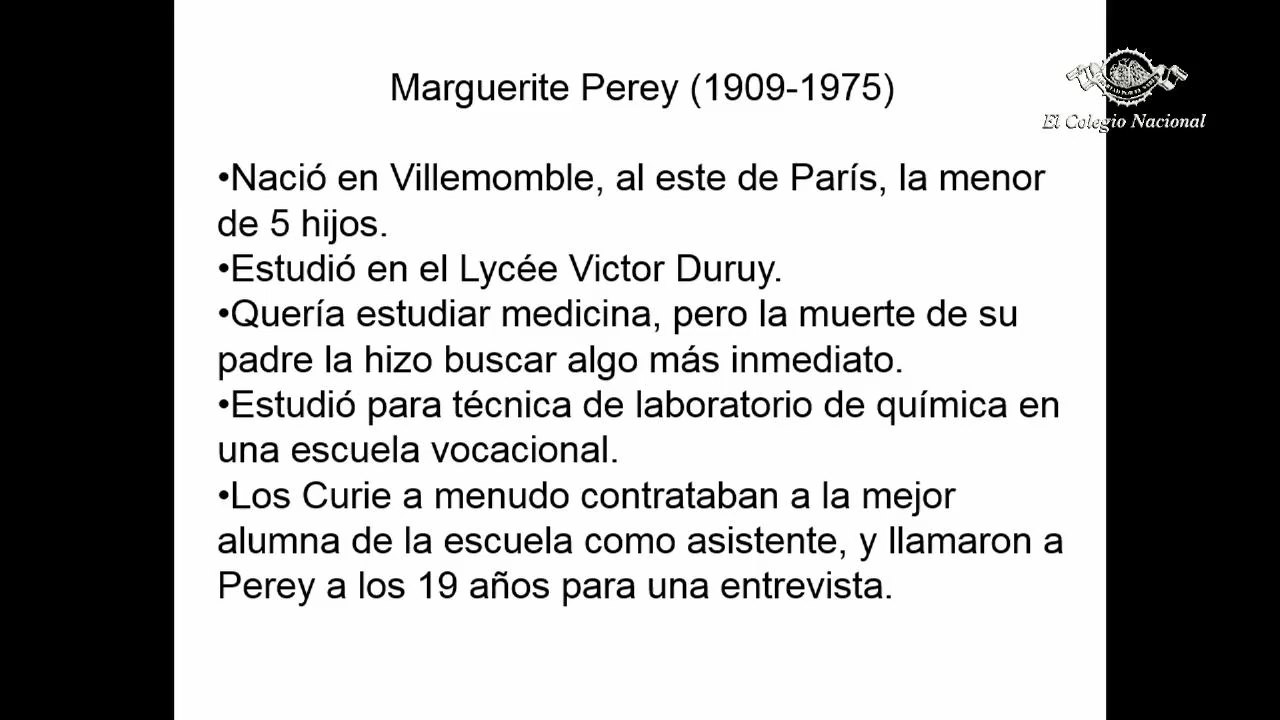 Marguerite Perey (1909-1975)
El Colegio Nacional
•Nació en Villemomble, al este de París, la menor
de 5 hijos.
•Estudió en el Lycée Victor Duruy.
•Quería estudiar medicina, pero la muerte de su
padre la hizo buscar algo más inmediato.
•Estudió para técnica de laboratorio de química en
una escuela vocacional.
•Los Curie a menudo contrataban a la mejor
alumna de la escuela como asistente, y llamaron a
Perey a los 19 años para una entrevista.